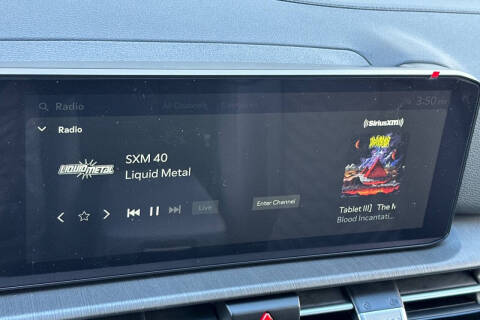 Radio All Channels 3:50
Radio
((SiriusXM))
LIQUID METAL
SXM 40
Liquid Metal
Live
Enter Channel
Tablet III] The M
Blood Incantati...